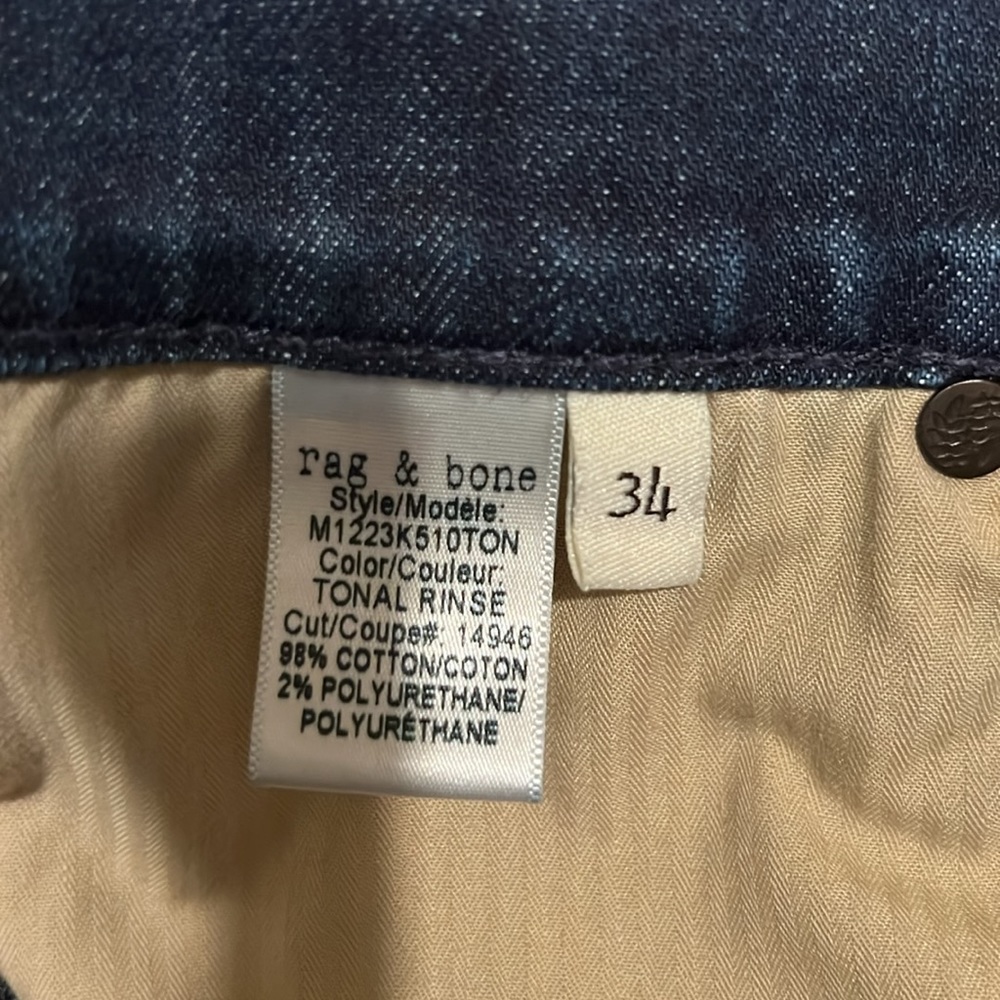 rag & bone
Style/Modèle:
M1223K510TON
Color/Couleur:
TONAL RINSE
Cut/Coupe#: 14946
98% COTTON/COTON
2% POLYURETHANE/
POLYURÉTHANE
34